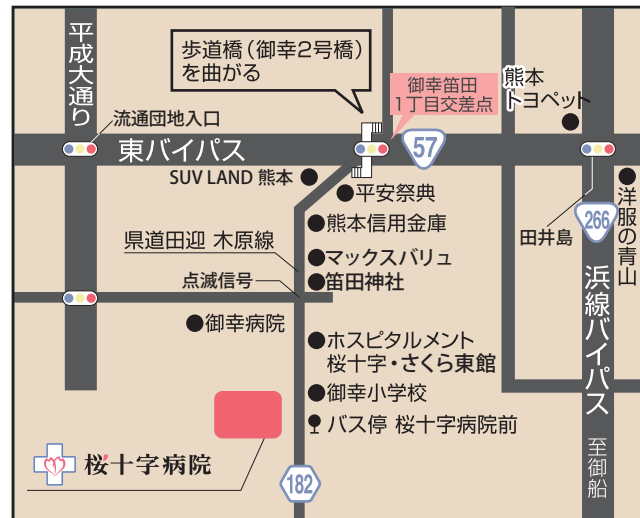 歩道橋（御幸2号橋）
を曲がる
平成大通り
流通団地入口
東バイパス
御幸笛田
1丁目交差点
57
熊本
トヨペット
SUV LAND 熊本
平安祭典
熊本信用金庫
県道田迎 木原線
マックスバリュ
点滅信号
笛田神社
田井島
266
洋服の青山
浜線バイパス
至御船
御幸病院
ホスピタルメント
桜十字・さくら東館
御幸小学校
バス停 桜十字病院前
桜十字病院
182